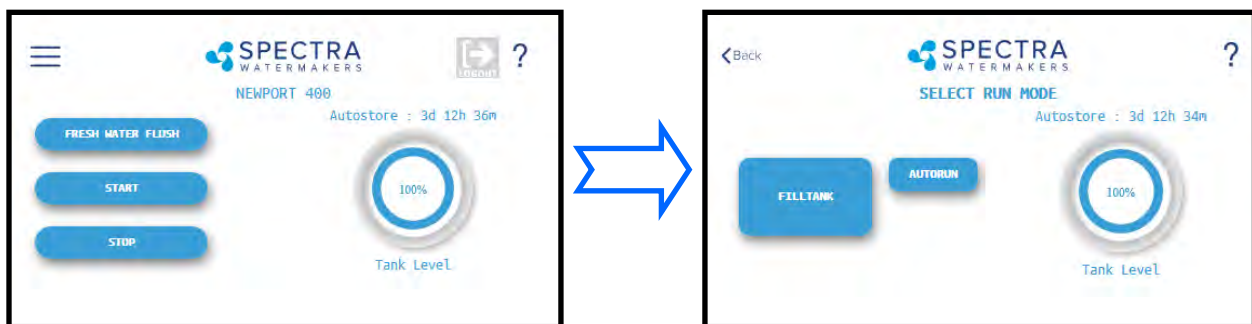 SPECTRA
WATERMAKERS
LOGOUT
?
NEWPORT 400
Autostore : 3d 12h 36m
FRESH WATER FLUSH
START
STOP
100%
Tank Level
Back
SPECTRA
WATERMAKERS
?
SELECT RUN MODE
Autostore : 3d 12h 34m
FILLTANK
AUTORUN
100%
Tank Level